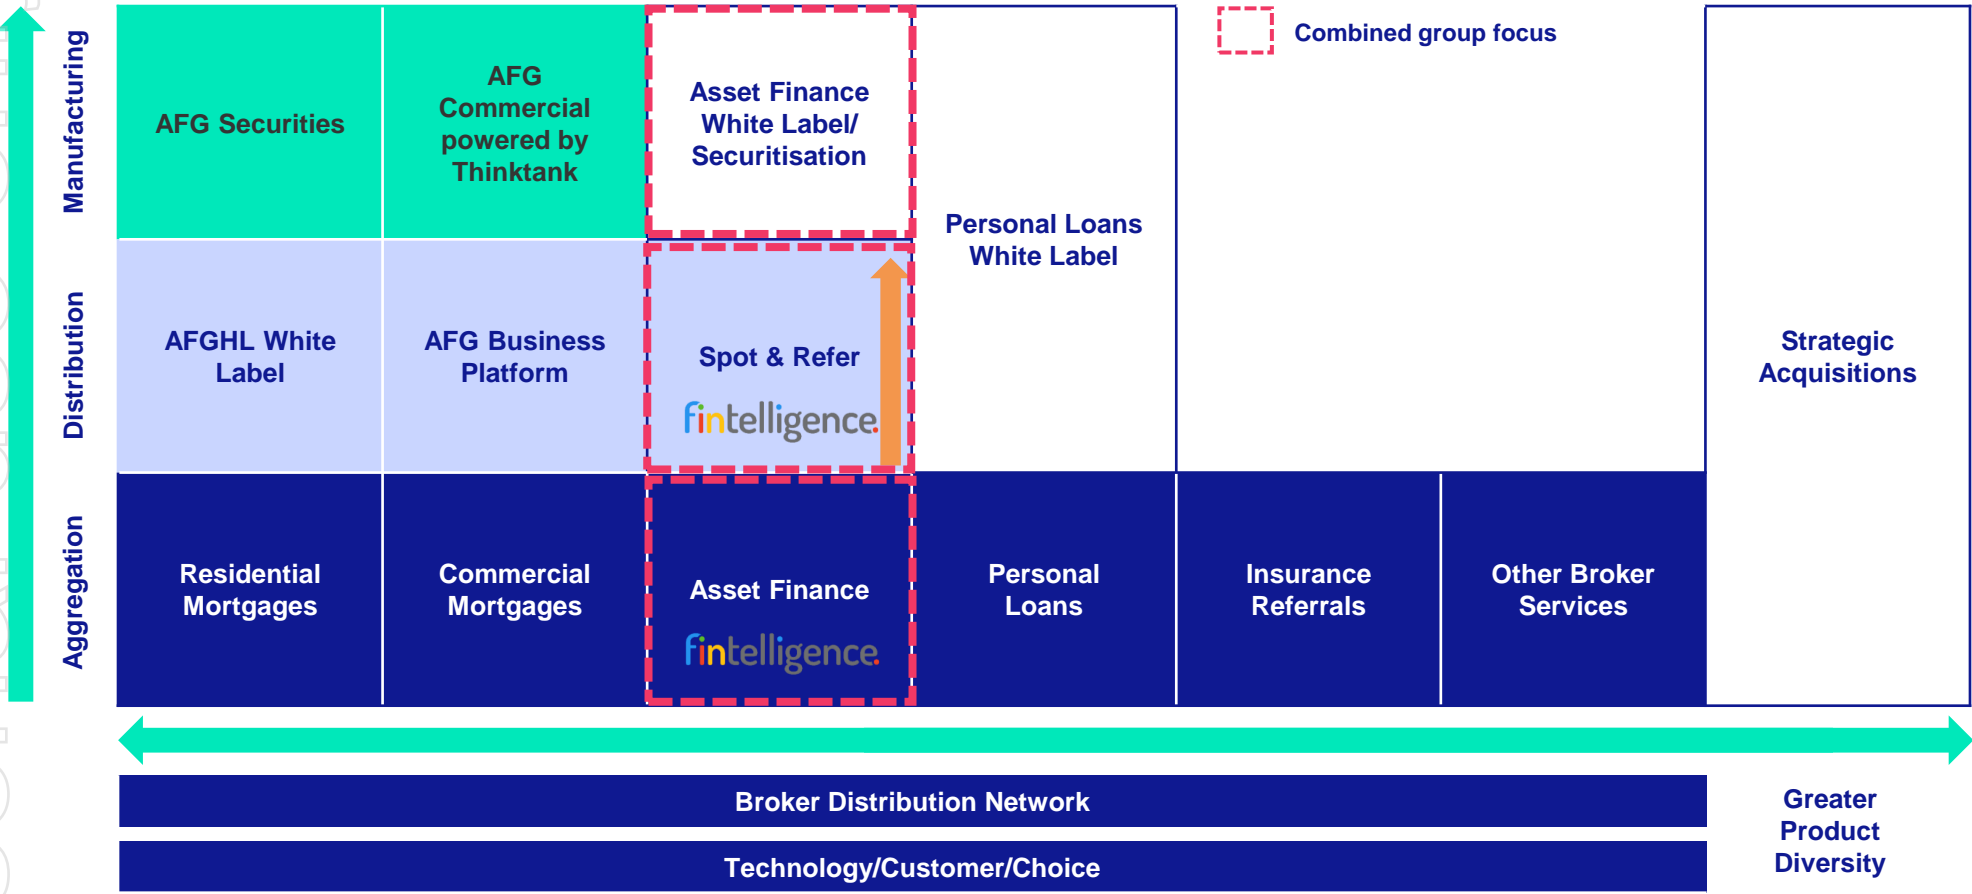 Combined group focus
Manufacturing
AFG Securities
AFG
Commercial
powered by
Thinktank
Asset Finance
White Label/
Securitisation
Personal Loans
White Label
Distribution
AFGHL White
Label
AFG Business
Platform
Spot & Refer
fintelligence.
Strategic
Acquisitions
Aggregation
Residential
Mortgages
Commercial
Mortgages
Asset Finance
fintelligence.
Personal
Loans
Insurance
Referrals
Other Broker
Services
Broker Distribution Network
Technology/Customer/Choice
Greater
Product
Diversity